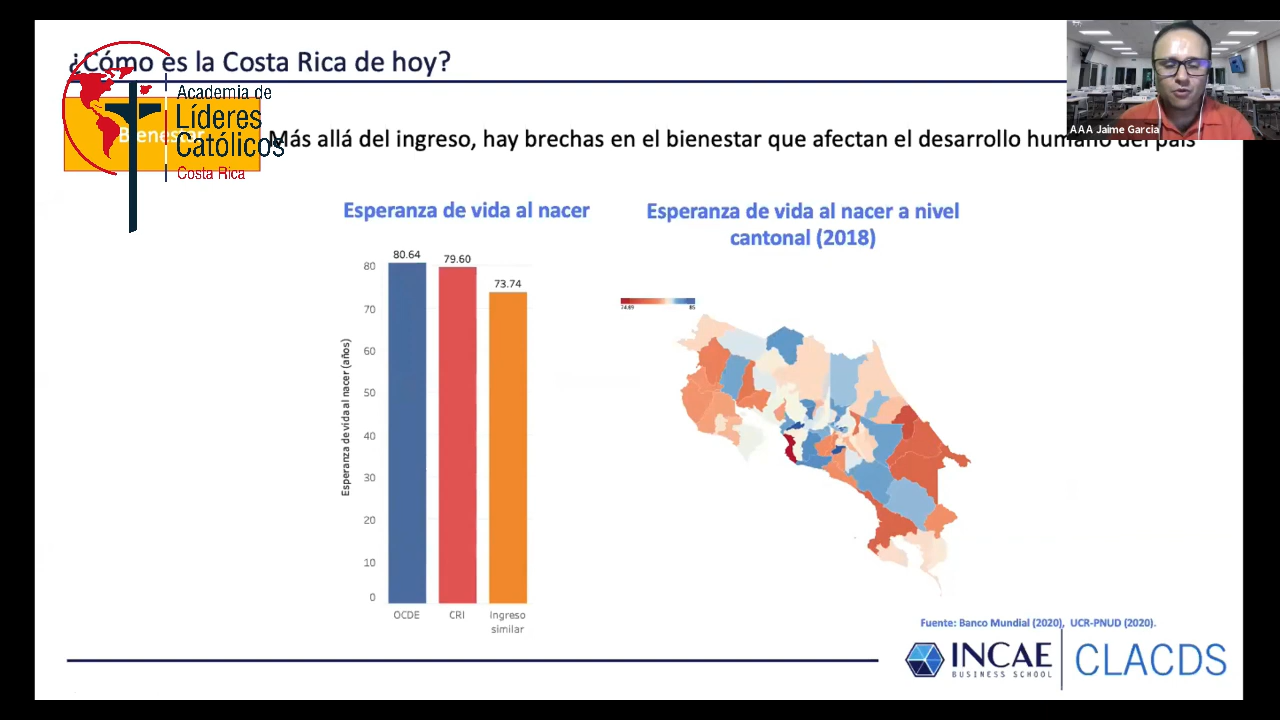 ¿Cómo es la Costa Rica de hoy?
Academia de
Líderes
Católicos
Costa Rica
Bienestar
Más allá del ingreso, hay brechas en el bienestar que afectan el desarrollo humano del país
AAA Jaime Garcia
Esperanza de vida al nacer
Esperanza de vida al nacer a nivel
cantonal (2018)
80.64
79.60
73.74
80
70
60
50
40
30
20
10
0
Esperanza de vida al nacer (años)
OCDE
CRI
Ingreso
similar
74.69
85
Fuente: Banco Mundial (2020), UCR-PNUD (2020).
INCAE
BUSINESS SCHOOL
CLACDS